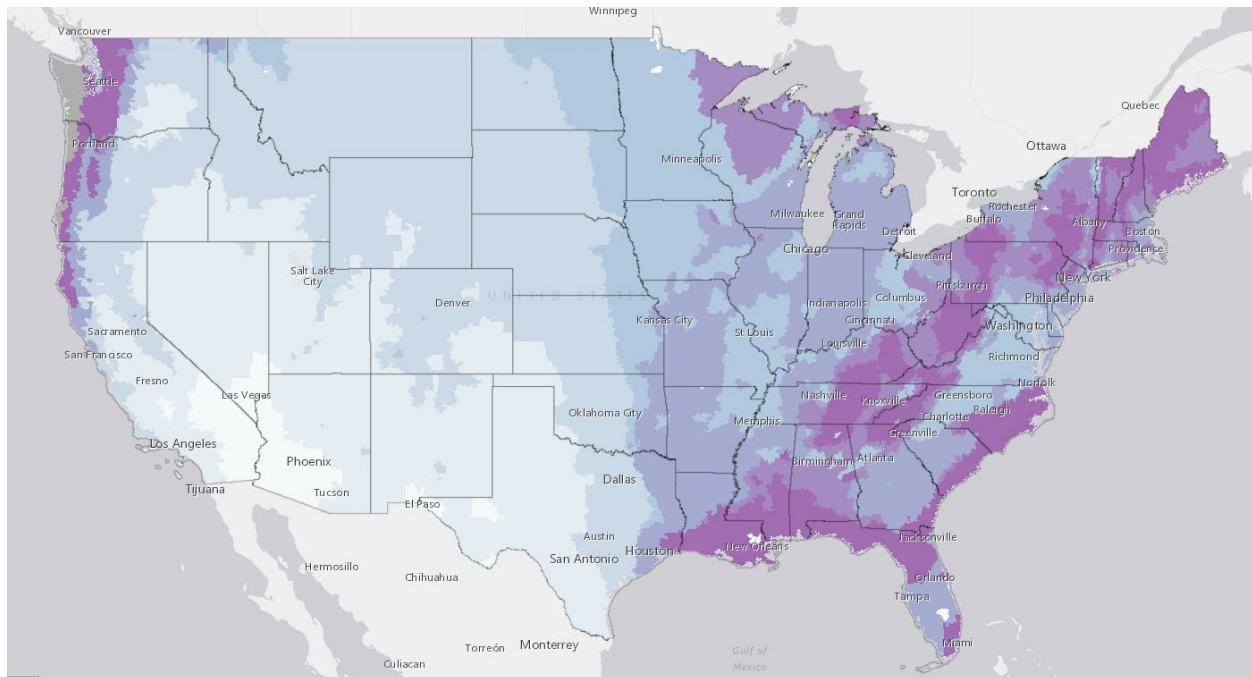 Winnipeg
Vancouver
Seattle
Quebec
Portland
Ottawa
Minneapolis
Toronto
Rochester
Milwaukee
Grand
Rapids
Buffalo
Albany
Boston
Detroit
Chicago
Cleveland
Providence
Salt Lake
City
New York
Pittsburgh
Denver
UNITED STATES
Indianapolis
Columbus
Philadelphia
Sacramento
Kansas City
St Louis
Cincinnati
Washington
San Francisco
Louisville
Richmond
Fresno
Las Vegas
Nashville
Knoxville
Norfolk
Greensboro
Oklahoma City
Memphis
Charlotte
Raleigh
Los Angeles
Greenville
Phoenix
Birmingham
Atlanta
Tijuana
Tucson
Dallas
El Paso
Austin
Jacksonville
San Antonio
Houston
New Orleans
Hermosillo
Chihuahua
Orlando
Tampa
Torreón
Monterrey
Miami
Gulf of
Mexico
Culiacan